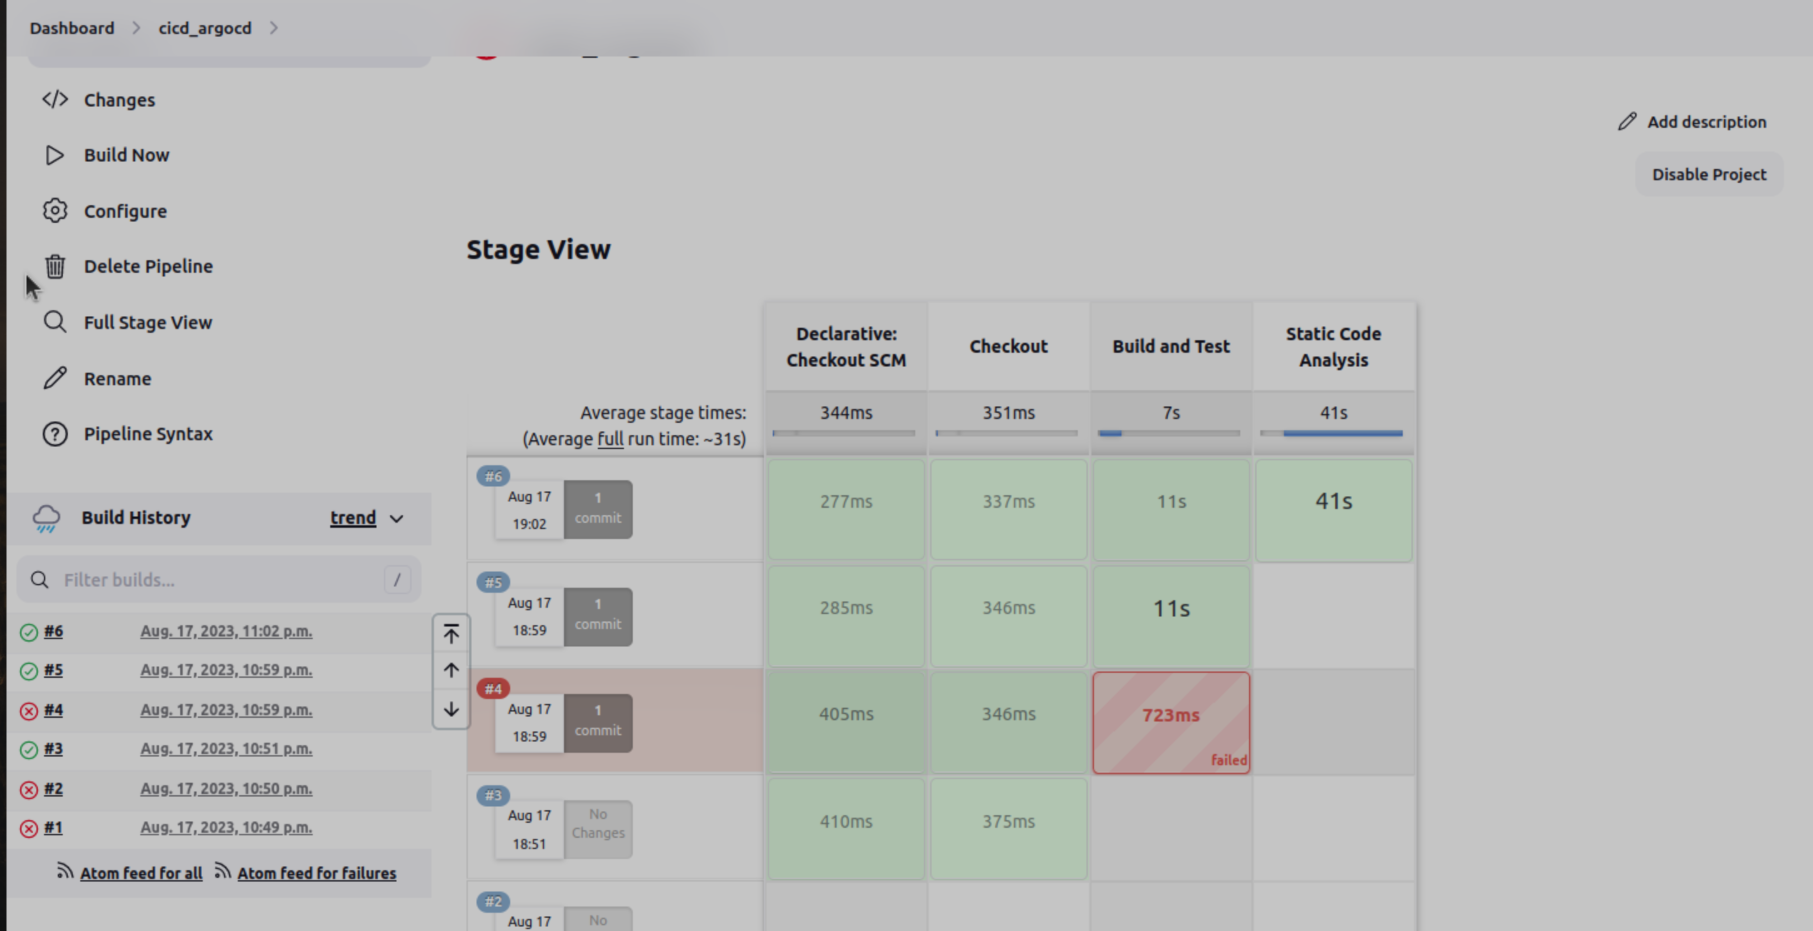 Dashboard > cicd_argocd >
Changes
Build Now
Configure
Delete Pipeline
Full Stage View
Rename
Pipeline Syntax
Build History trend
Filter builds... /
#6 Aug. 17, 2023, 11:02 p.m.
#5 Aug. 17, 2023, 10:59 p.m.
#4 Aug. 17, 2023, 10:59 p.m.
#3 Aug. 17, 2023, 10:51 p.m.
#2 Aug. 17, 2023, 10:50 p.m.
#1 Aug. 17, 2023, 10:49 p.m.
Atom feed for all Atom feed for failures
Add description
Disable Project
Stage View
Declarative:
Checkout SCM
Checkout
Build and Test
Static Code
Analysis
Average stage times:
(Average full run time: ~31s)
344ms 351ms 7s 41s
#6
Aug 17
19:02
1
commit
277ms 337ms 11s 41s
#5
Aug 17
18:59
1
commit
285ms 346ms 11s
#4
Aug 17
18:59
1
commit
405ms 346ms 723ms
failed
#3
Aug 17
18:51
No
Changes
410ms 375ms
#2
Aug 17
No